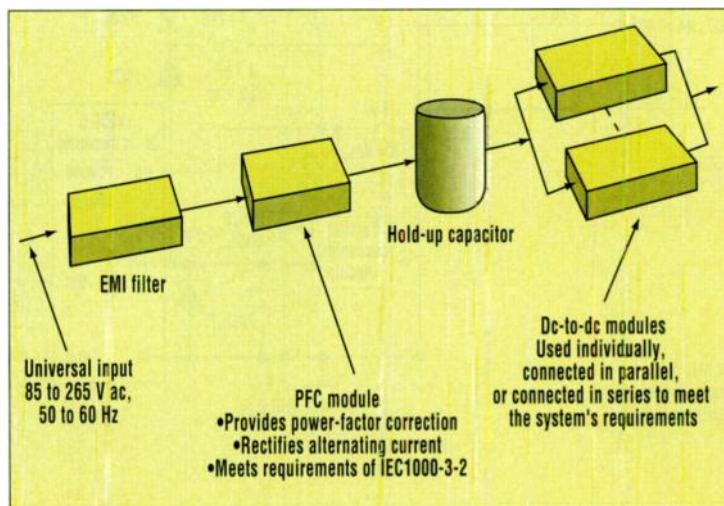 EMI filter
Universal input
85 to 265 V ac,
50 to 60 Hz
PFC module
•Provides power-factor correction
•Rectifies alternating current
•Meets requirements of IEC1000-3-2
Hold-up capacitor
Dc-to-dc modules
Used individually,
connected in parallel,
or connected in series to meet
the system's requirements